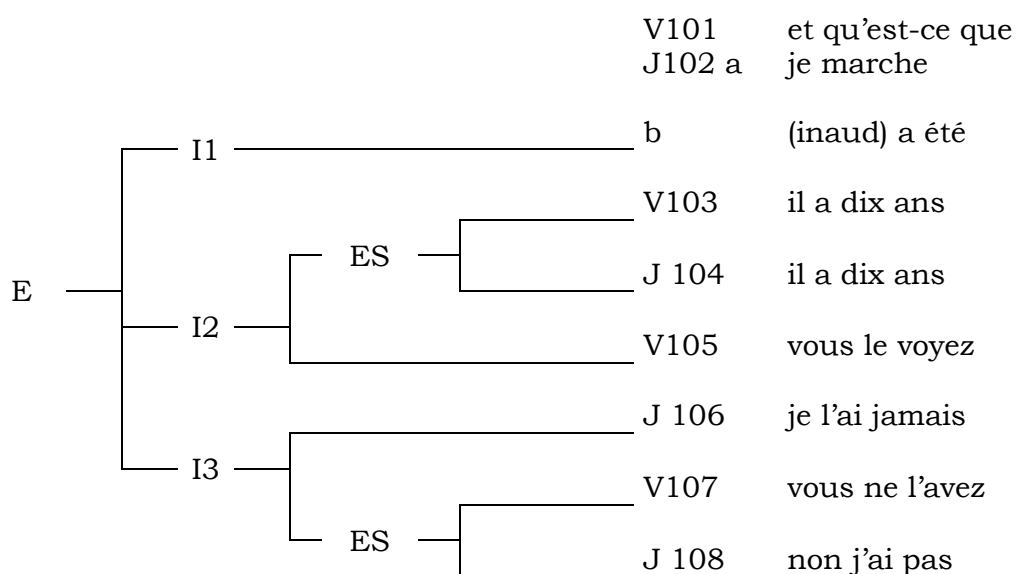 V101 et qu’est-ce que
J102 a je marche
I1 b (inaud) a été
V103 il a dix ans
ES
E J 104 il a dix ans
I2
V105 vous le voyez
J 106 je l’ai jamais
I3
V107 vous ne l’avez
ES
J 108 non j’ai pas